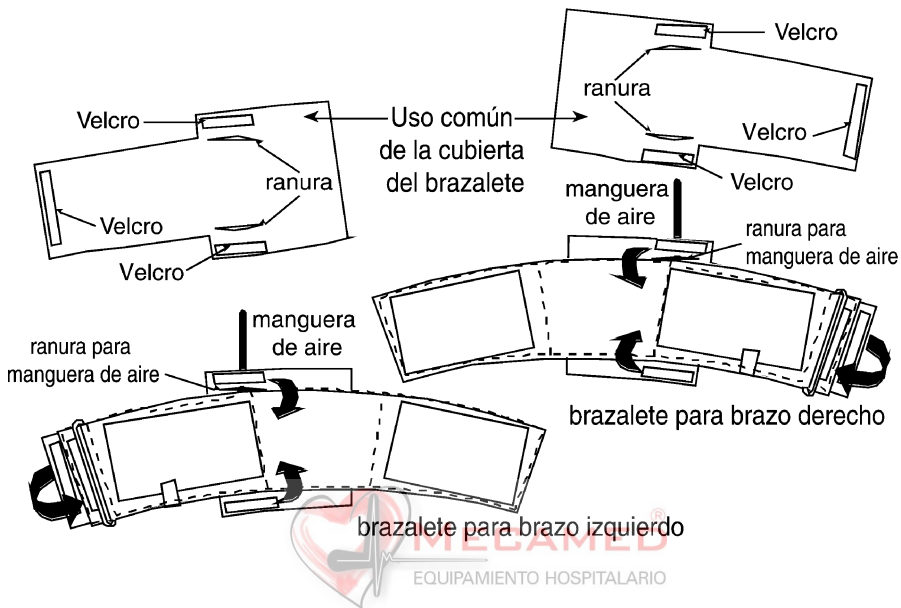 Velcro
ranura
Velcro
Velcro
Velcro
ranura
Velcro
Velcro
Uso común
de la cubierta
del brazalete
manguera
de aire
ranura para
manguera de aire
brazalete para brazo derecho
manguera
de aire
ranura para
manguera de aire
brazalete para brazo izquierdo
MECAMED®
EQUIPAMIENTO HOSPITALARIO